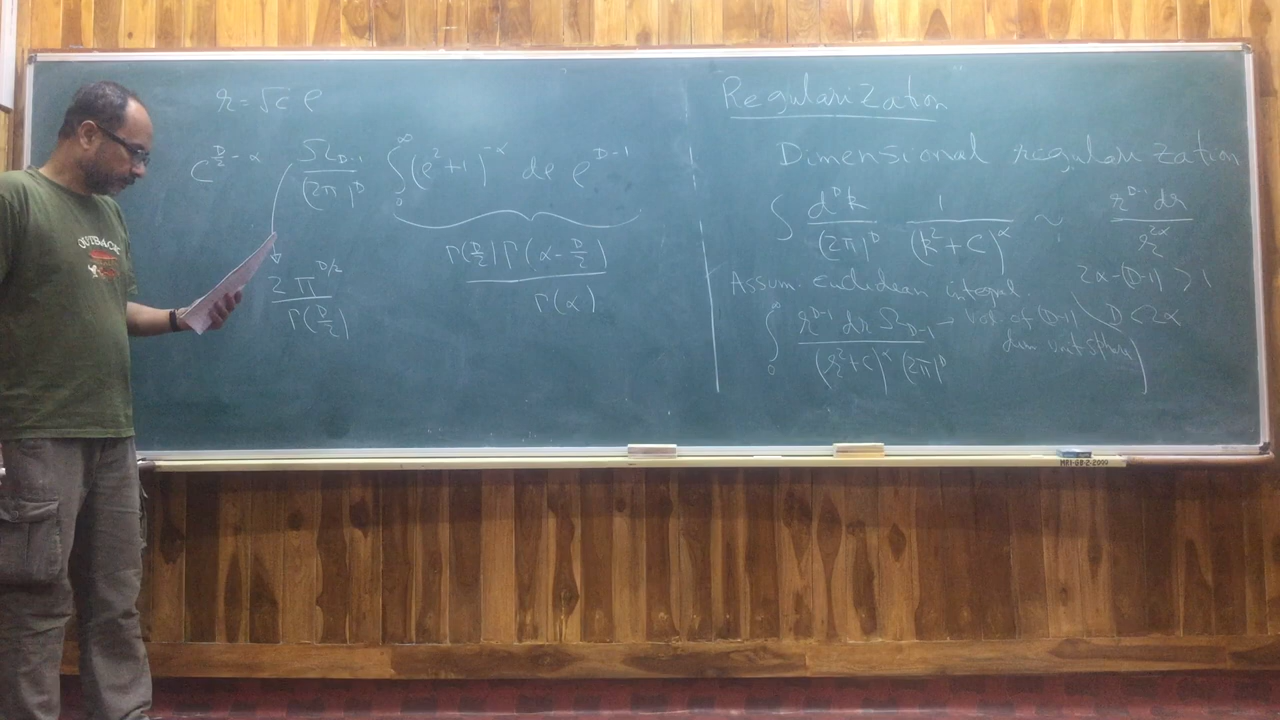 r = √c ρ
c^{D/2 - α} Ω_{D-1}/(2π)^D ∫_0^∞ (ρ² + 1)^{-α} dρ ρ^{D-1}
2π^{D/2}/Γ(D/2)
Γ(D/2) Γ(α - D/2)/Γ(α)
Regularization
Dimensional regularization
∫ d^D k/(2π)^D 1/(k² + C)^α ~ r^{D-1} dr/r^{2α}
Assum. euclidean integral. 2α - (D-1) > 1
∫_0^∞ r^{D-1} dr Ω_{D-1}/(r² + C)^α (2π)^D → Vol. of (D-1) D < 2α
dim unit sphere
OUTBACK
MRI-GB-2-2000